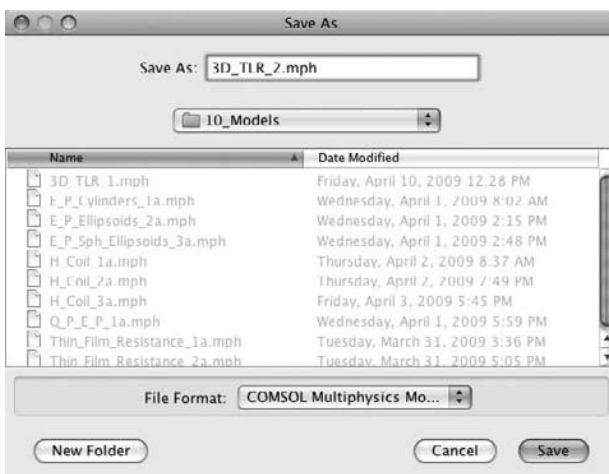 Save As
Save As: 3D_TLR_2.mph
10_Models
Name Date Modified
3D_TLR_1.mph Friday, April 10, 2009 12:28 PM
E_P_Cylinders_1a.mph Wednesday, April 1, 2009 8:02 AM
E_P_Ellipsoids_2a.mph Wednesday, April 1, 2009 2:15 PM
E_P_Sph_Ellipsoids_3a.mph Wednesday, April 1, 2009 2:48 PM
H_Coil_1a.mph Thursday, April 2, 2009 8:37 AM
H_Coil_2a.mph Thursday, April 2, 2009 7:49 PM
H_Coil_3a.mph Friday, April 3, 2009 5:45 PM
Q_P_E_P_1a.mph Wednesday, April 1, 2009 5:59 PM
Thin_Film_Resistance_1a.mph Tuesday, March 31, 2009 3:36 PM
Thin_Film_Resistance_2a.mph Tuesday, March 31, 2009 5:05 PM
File Format: COMSOL Multiphysics Mo...
New Folder Cancel Save